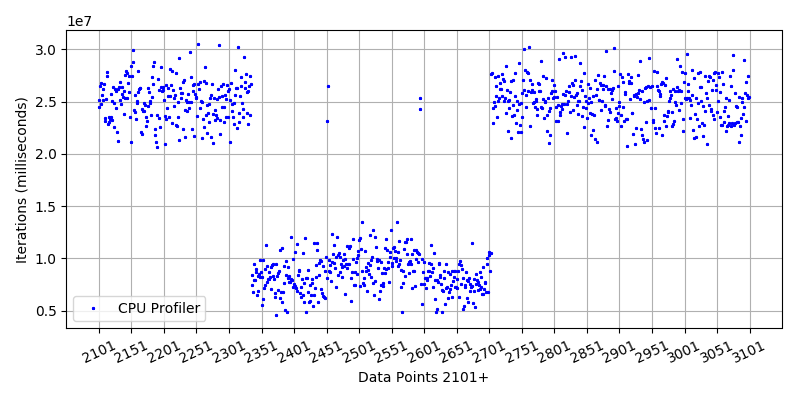 1e7
3.0
2.5
2.0
1.5
1.0
0.5
Iterations (milliseconds)
CPU Profiler
2101 2151 2201 2251 2301 2351 2401 2451 2501 2551 2601 2651 2701 2751 2801 2851 2901 2951 3001 3051 3101
Data Points 2101+